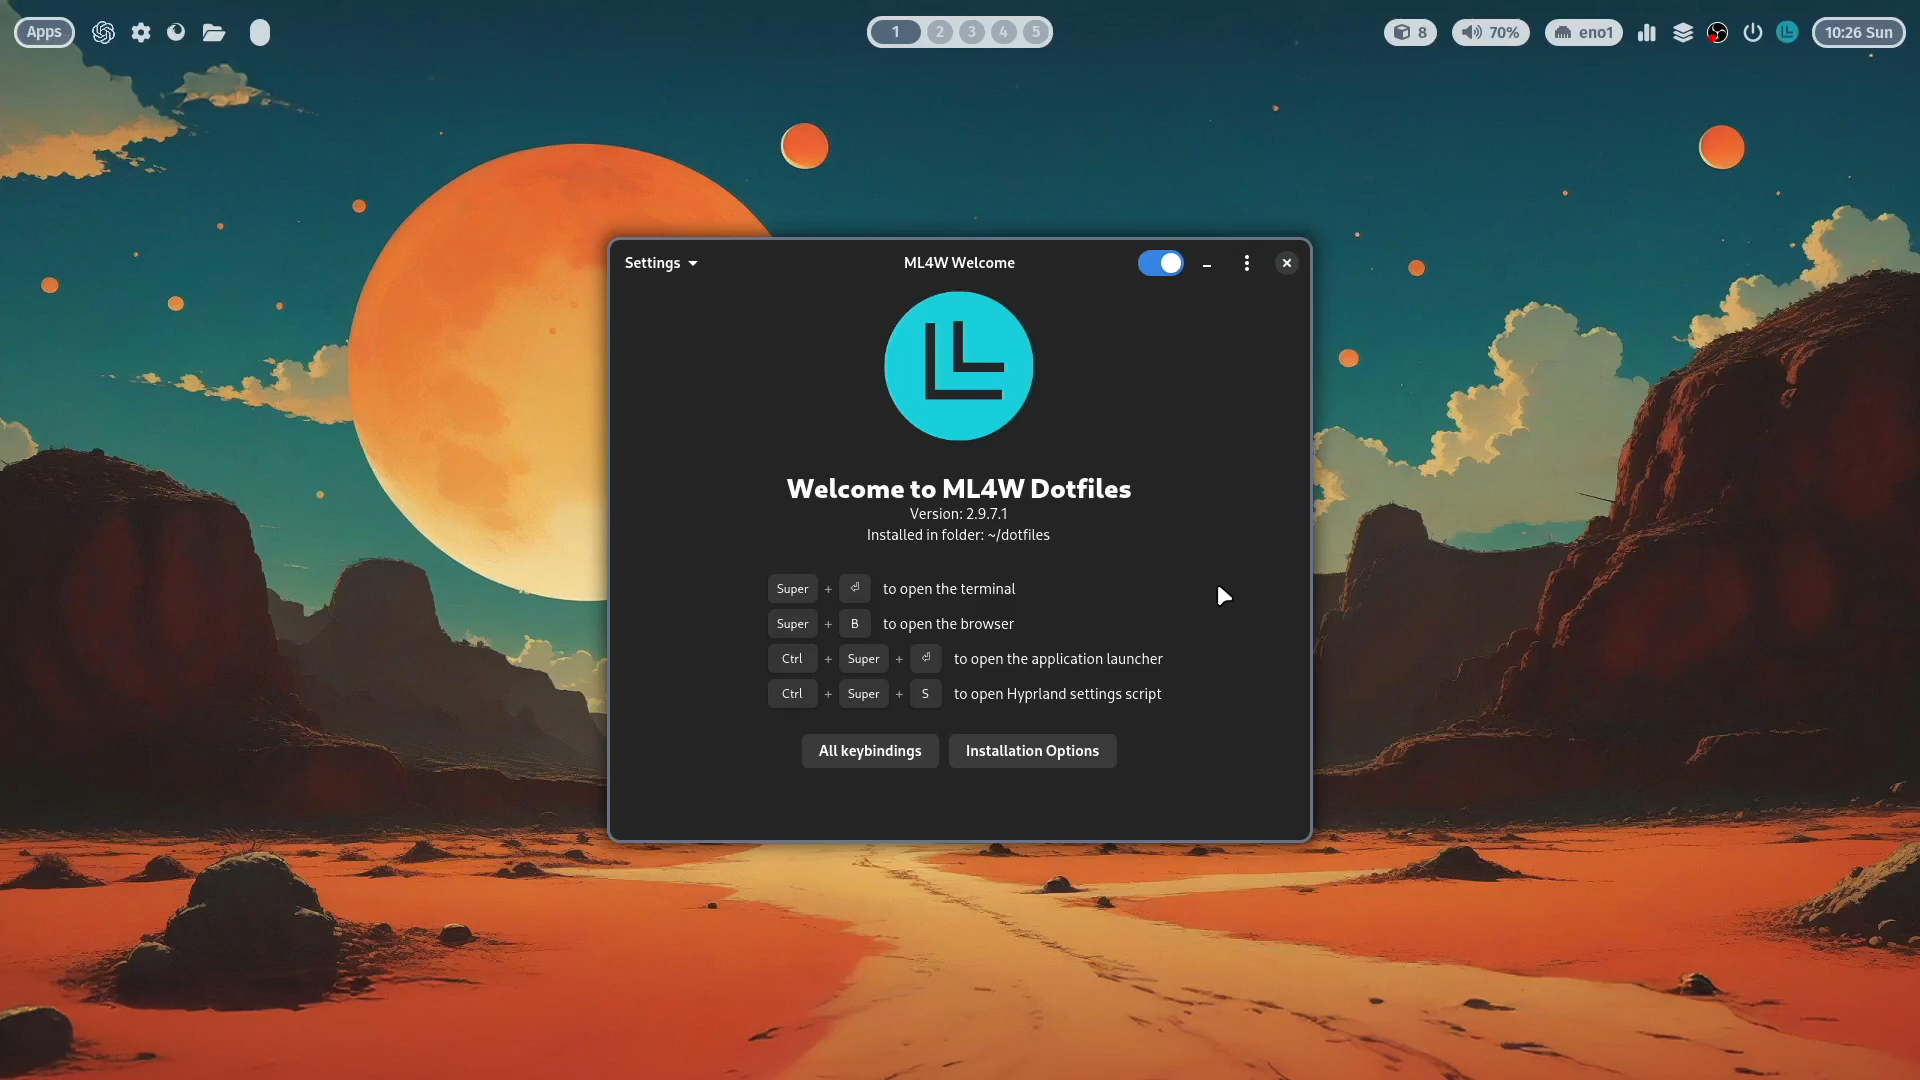 Apps
1 2 3 4 5
8
70%
eno1
10:26 Sun
Settings
ML4W Welcome
Welcome to ML4W Dotfiles
Version: 2.9.7.1
Installed in folder: ~/dotfiles
Super + ⏎ to open the terminal
Super + B to open the browser
Ctrl + Super + ⏎ to open the application launcher
Ctrl + Super + S to open Hyprland settings script
All keybindings
Installation Options